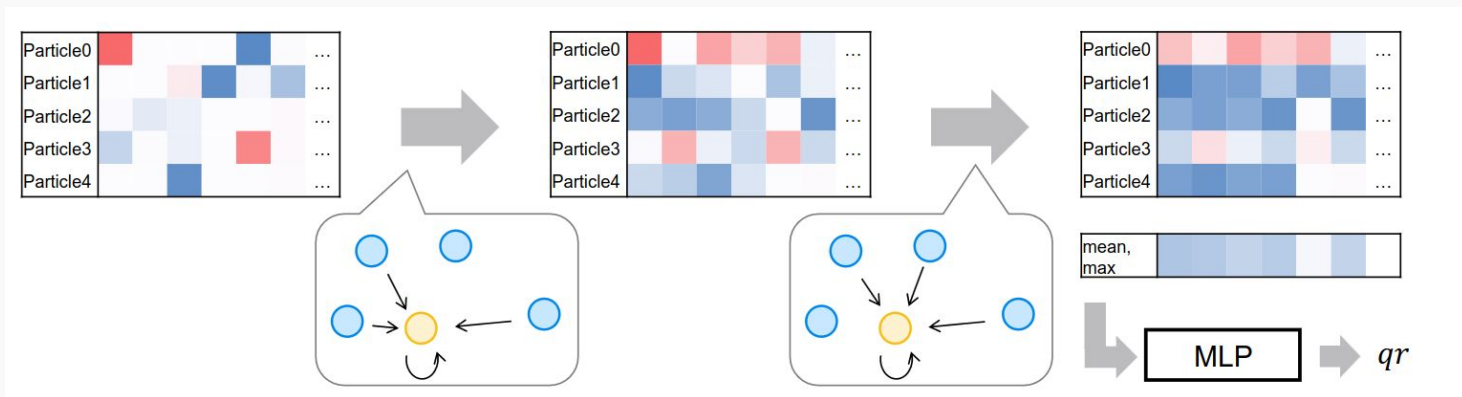 Particle0 ...
Particle1 ...
Particle2 ...
Particle3 ...
Particle4 ...
Particle0 ...
Particle1 ...
Particle2 ...
Particle3 ...
Particle4 ...
Particle0 ...
Particle1 ...
Particle2 ...
Particle3 ...
Particle4 ...
mean,
max
MLP
qr